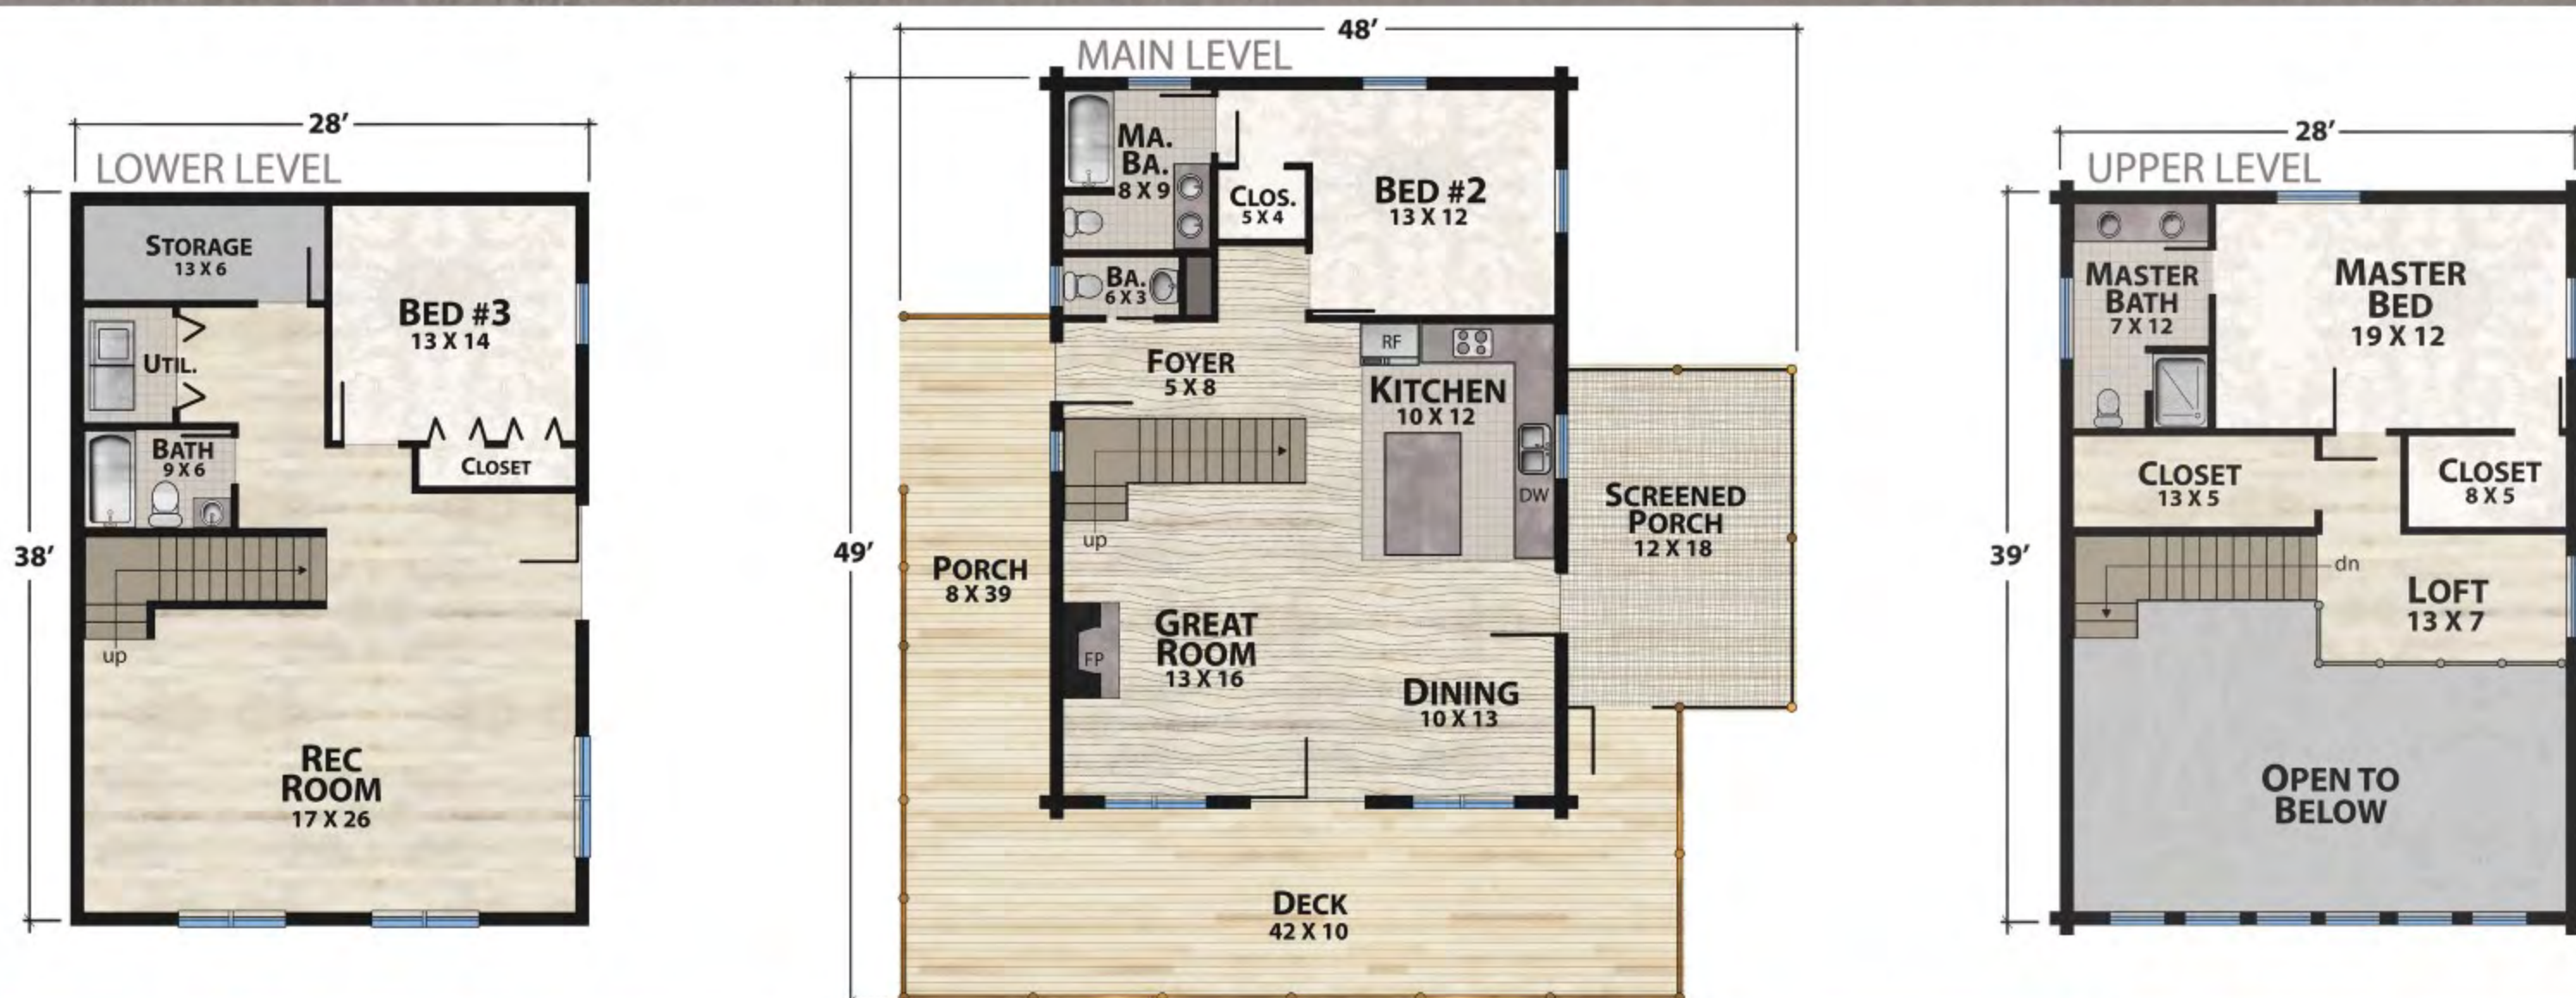 LOWER LEVEL
28'
38'
STORAGE
13 X 6
BED #3
13 X 14
UTIL.
BATH
9 X 6
CLOSET
up
REC
ROOM
17 X 26
MAIN LEVEL
48'
49'
MA.
BA.
8 X 9
CLOS.
5 X 4
BED #2
13 X 12
BA.
6 X 3
FOYER
5 X 8
RF
KITCHEN
10 X 12
DW
up
PORCH
8 X 39
SCREENED
PORCH
12 X 18
FP
GREAT
ROOM
13 X 16
DINING
10 X 13
DECK
42 X 10
UPPER LEVEL
28'
39'
MASTER
BATH
7 X 12
MASTER
BED
19 X 12
CLOSET
13 X 5
CLOSET
8 X 5
dn
LOFT
13 X 7
OPEN TO
BELOW